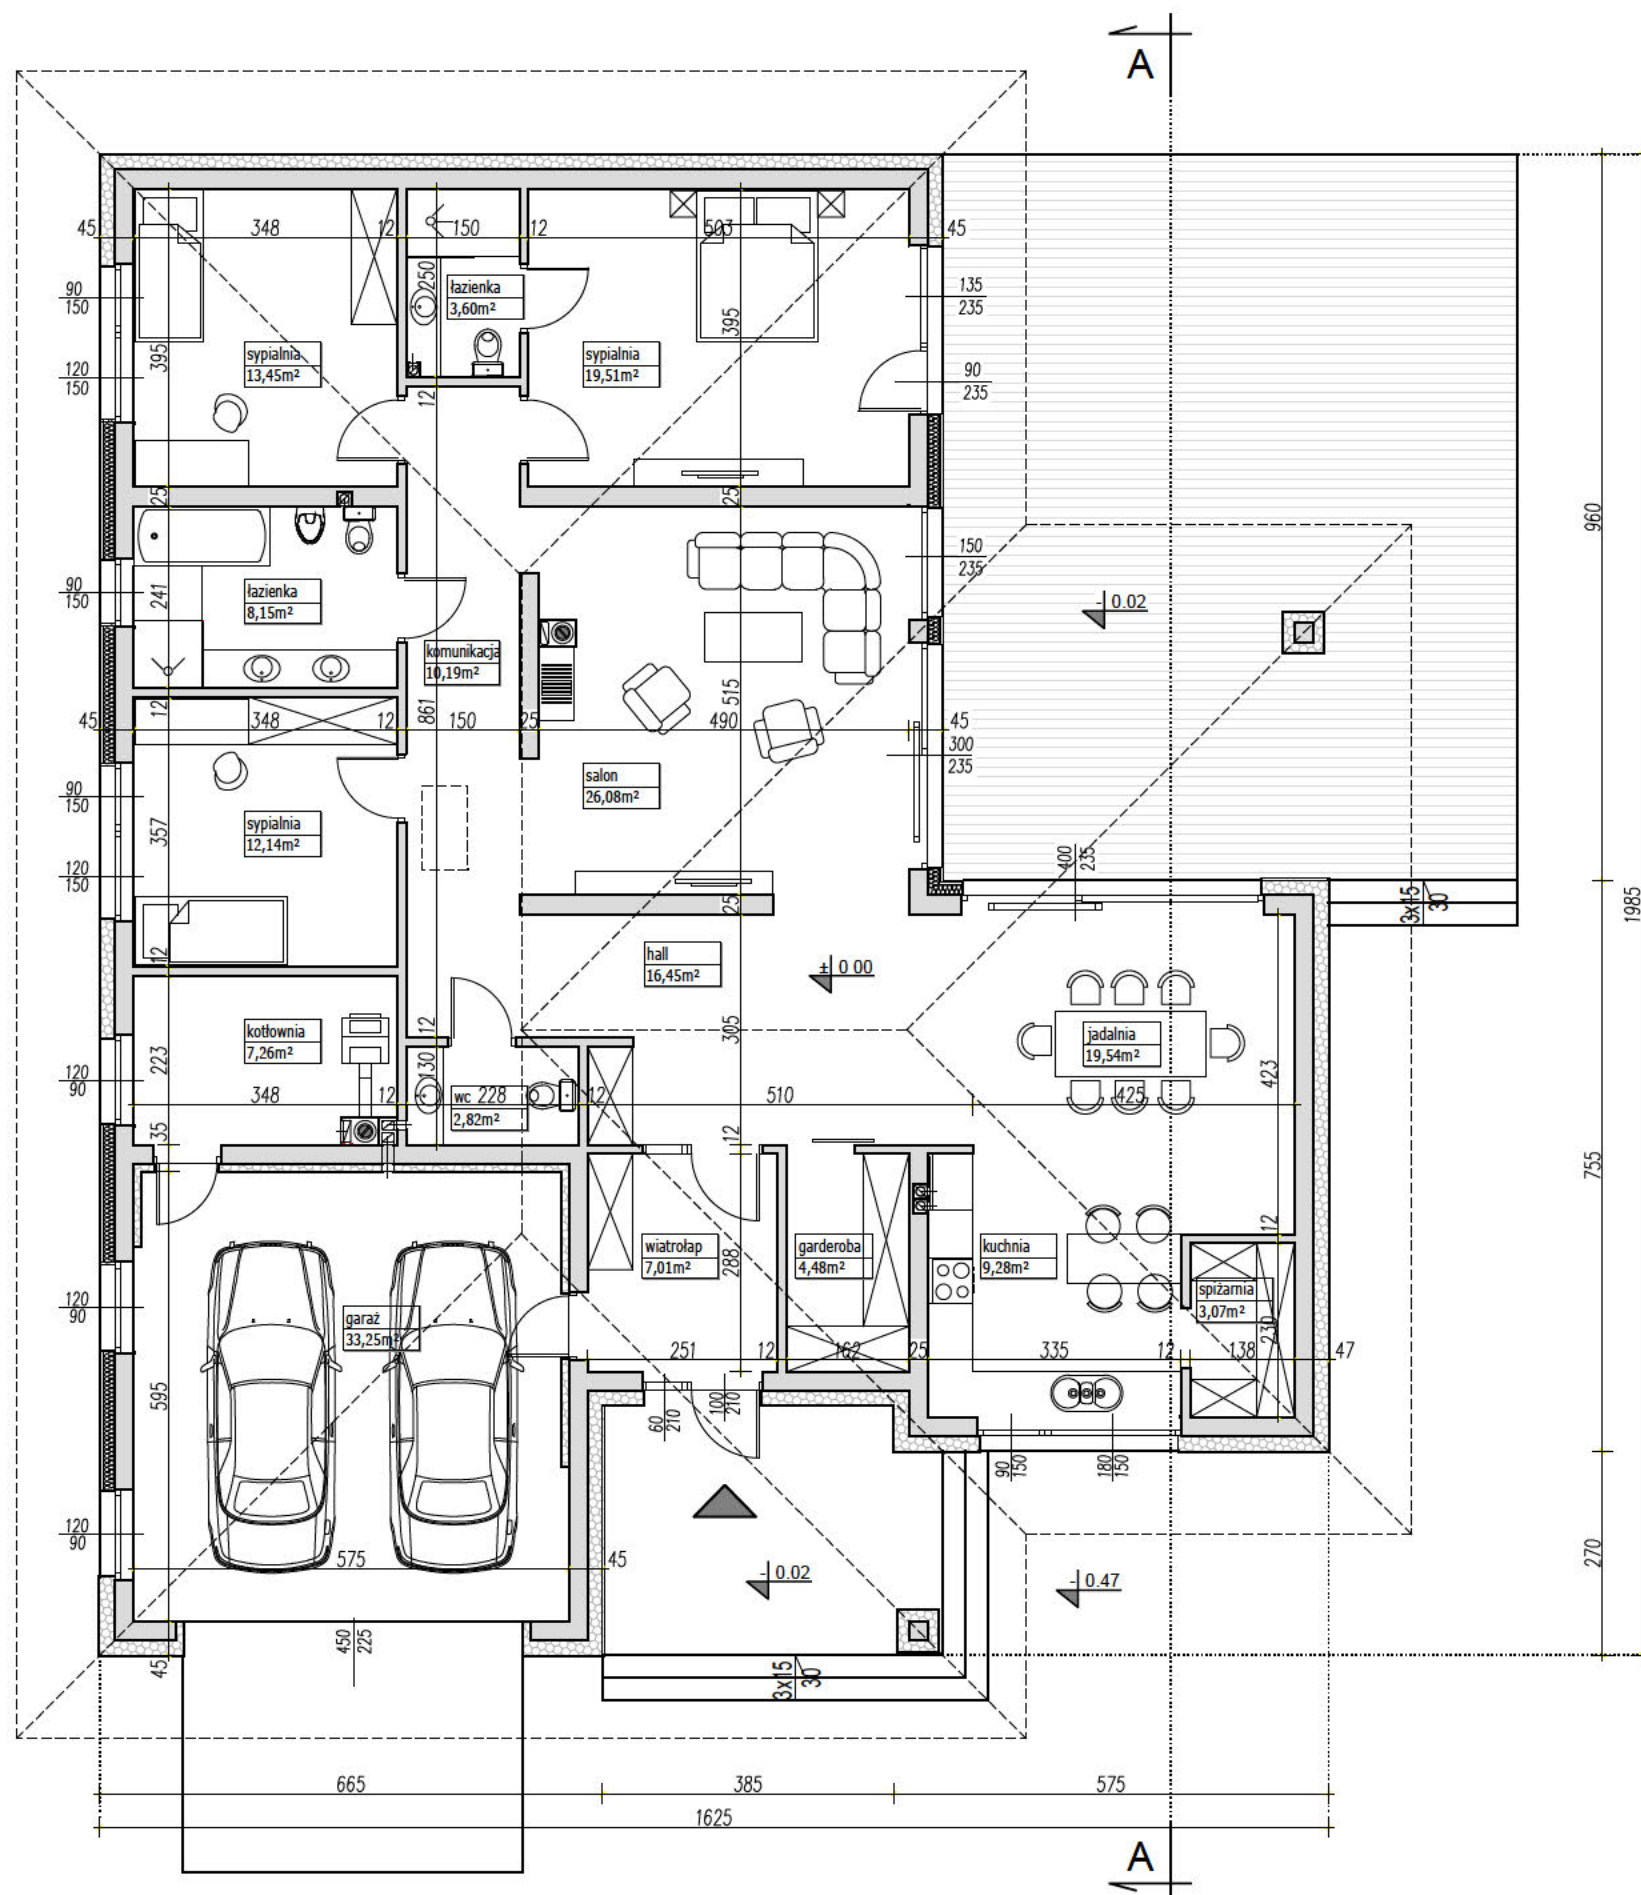 A
45
348
12
150
12
503
45
90
150
250
łazienka
3,60m²
135
235
395
395
120
150
sypialnia
13,45m²
sypialnia
19,51m²
90
235
12
25
25
960
150
235
90
150
241
łazienka
8,15m²
- 0.02
komunikacja
10,19m²
12
861
515
45
348
12
150
25
490
45
300
235
90
150
salon
26,08m²
357
sypialnia
12,14m²
120
150
400
235
25
3x15
30
1985
12
hall
16,45m²
± 0 00
12
305
kotłownia
7,26m²
223
130
jadalnia
19,54m²
423
120
90
348
12
wc
228
2,82m²
12
510
425
35
12
755
12
wiatrołap
7,01m²
288
garderoba
4,48m²
kuchnia
9,28m²
spiżarnia
3,07m²
230
120
90
garaż
33,25m²
251
12
162
25
335
12
138
47
595
60
210
100
210
90
150
180
150
120
90
575
45
- 0.02
- 0.47
270
450
225
45
3x15
30
665
385
575
1625
A